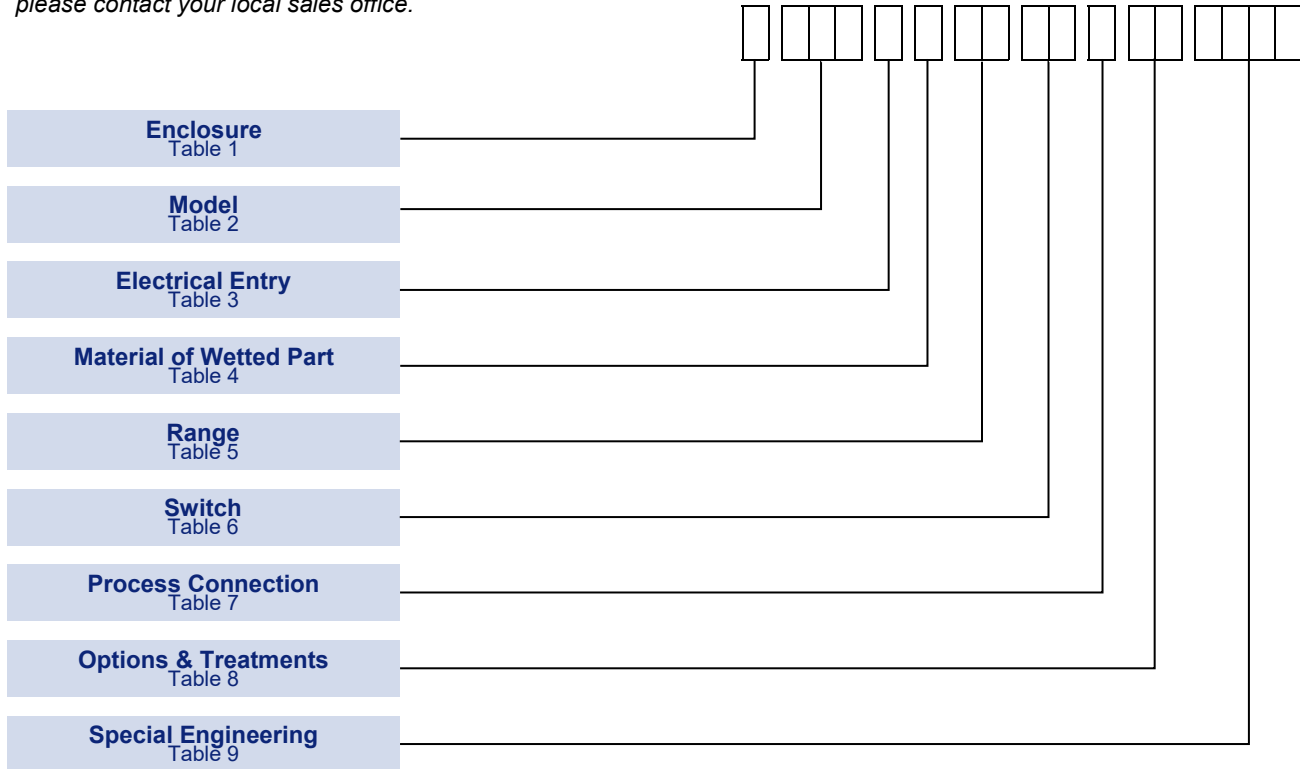 please contact your local sales office.
Enclosure
Table 1
Model
Table 2
Electrical Entry
Table 3
Material of Wetted Part
Table 4
Range
Table 5
Switch
Table 6
Process Connection
Table 7
Options & Treatments
Table 8
Special Engineering
Table 9